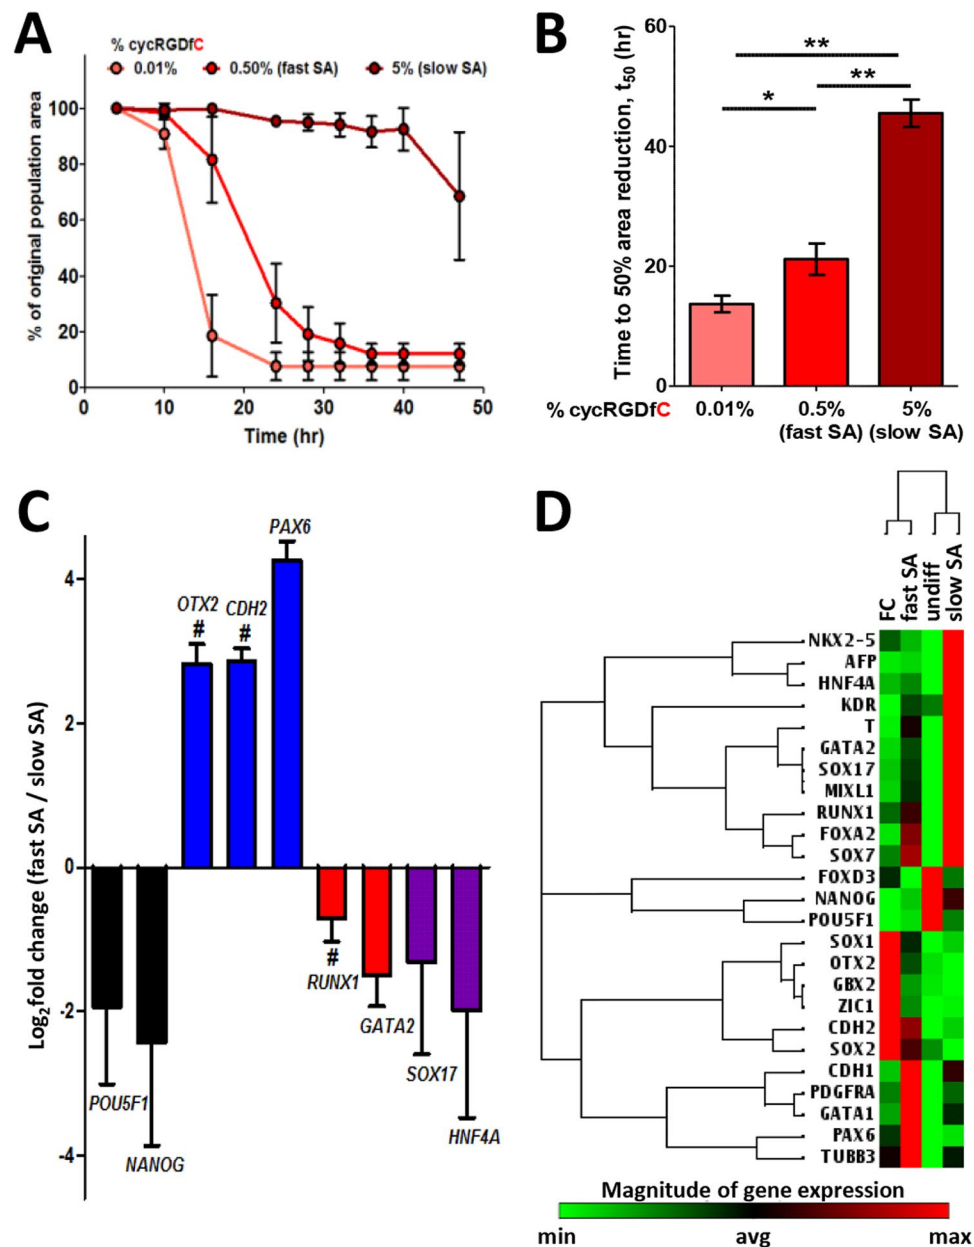 A
% cycRGDfC
0.01%
0.50% (fast SA)
5% (slow SA)
% of original population area
100
80
60
40
20
0
0 10 20 30 40 50
Time (hr)
B
Time to 50% area reduction, t50 (hr)
60
40
20
0
**
*
**
% cycRGDfC 0.01% 0.5% 5%
(fast SA) (slow SA)
C
Log2fold change (fast SA / slow SA)
4
2
0
-2
-4
PAX6
OTX2 CDH2
# #
#
RUNX1
GATA2
SOX17
POU5F1
HNF4A
NANOG
D
FC
fast SA
undiff
slow SA
NKX2-5
AFP
HNF4A
KDR
T
GATA2
SOX17
MIXL1
RUNX1
FOXA2
SOX7
FOXD3
NANOG
POU5F1
SOX1
OTX2
GBX2
ZIC1
CDH2
SOX2
CDH1
PDGFRA
GATA1
PAX6
TUBB3
Magnitude of gene expression
min avg max